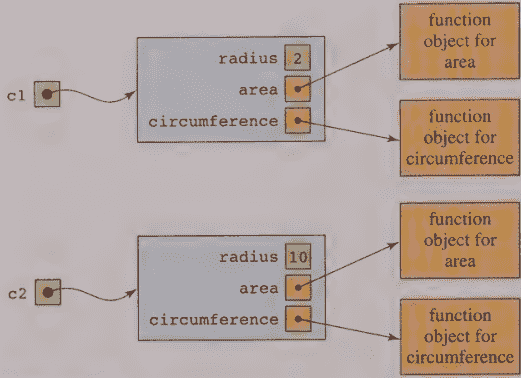 function
object for
area
radius 2
c1
area
circumference
function
object for
circumference
function
object for
area
radius 10
c2
area
circumference
function
object for
circumference